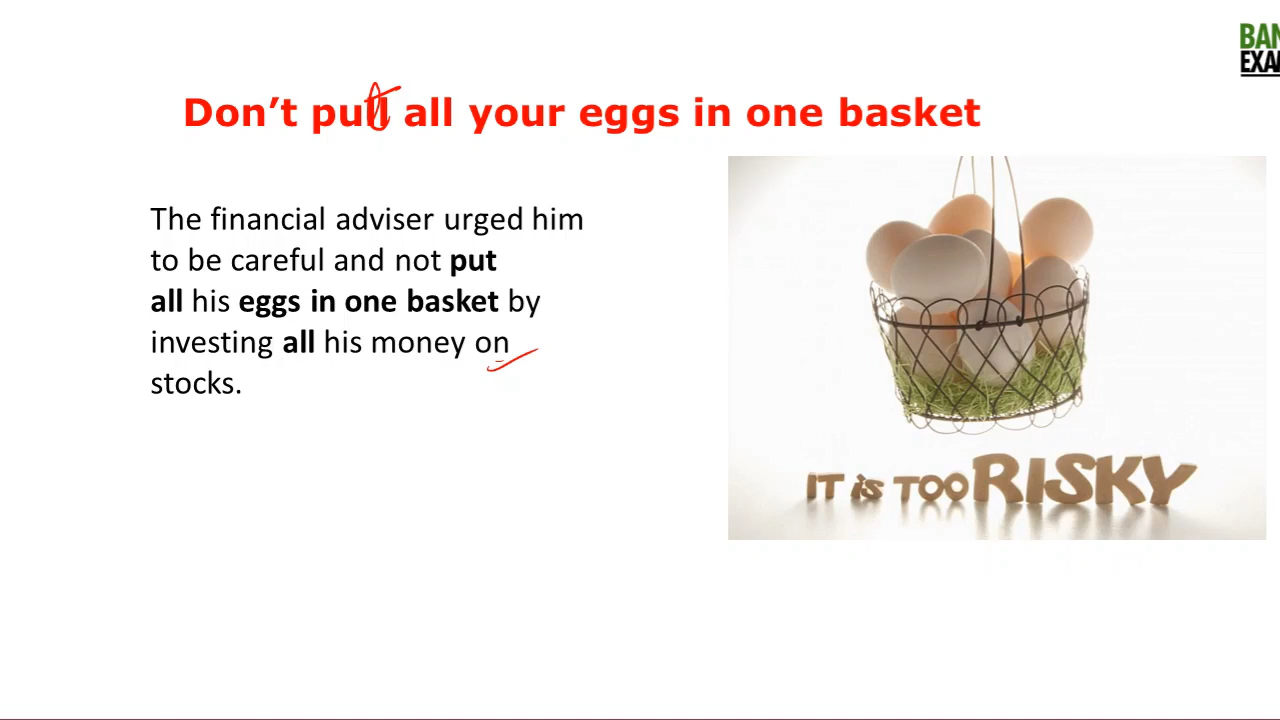 BAN
EXA
Don't pull all your eggs in one basket
The financial adviser urged him
to be careful and not put
all his eggs in one basket by
investing all his money on
stocks.
IT iS TOO RISKY